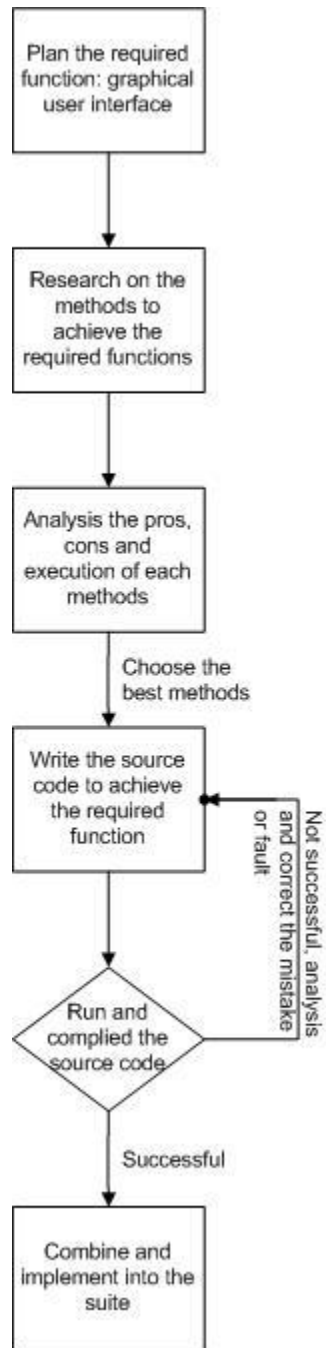 Plan the required
function: graphical
user interface
Research on the
methods to
achieve the
required functions
Analysis the pros,
cons and
execution of each
methods
Choose the
best methods
Write the source
code to achieve
the required
function
Not successful, analysis
and correct the mistake
or fault
Run and
complied the
source code
Successful
Combine and
implement into the
suite